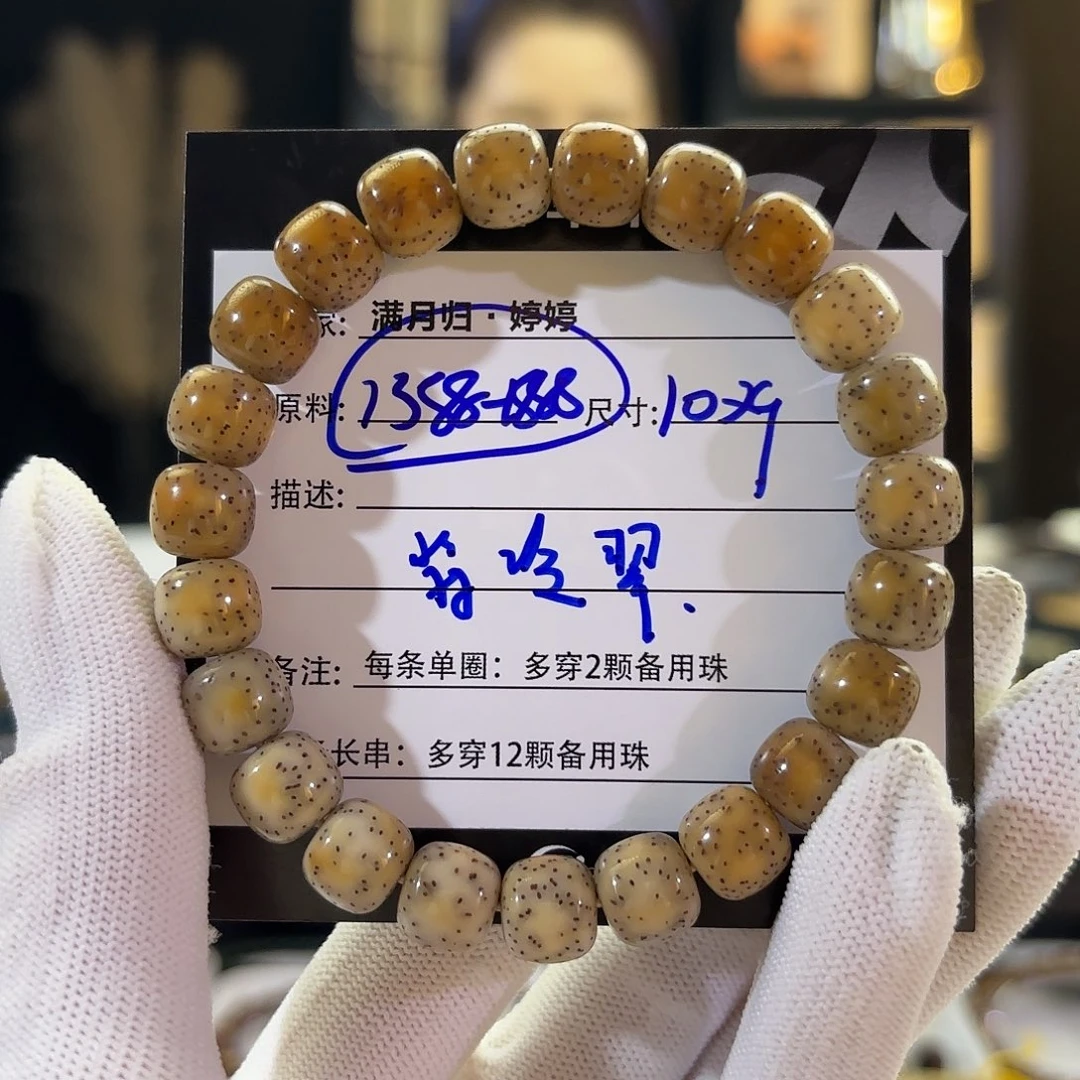 家: 满月归·婷婷
原料: 1358-188 尺寸: 10×9
描述:
翡冷翠.
备注: 每条单圈: 多穿2颗备用珠
长串: 多穿12颗备用珠